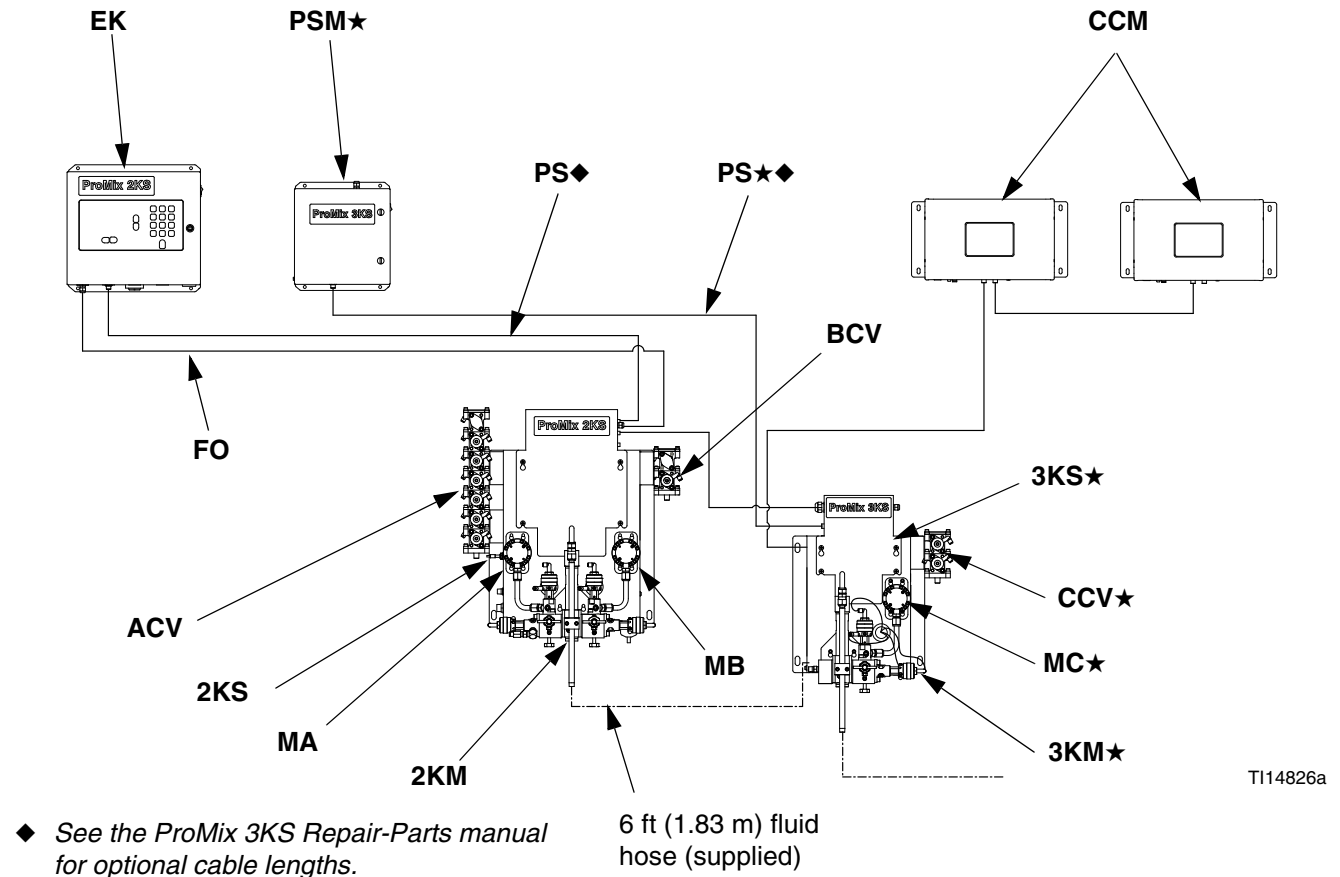 EK
PSM★
CCM
ProMix 2KS
ProMix 3KS
PS◆
PS★◆
BCV
FO
ProMix 2KS
3KS★
ProMix 3KS
CCV★
ACV
MB
MC★
2KS
MA
2KM
3KM★
TI14826a
◆ See the ProMix 3KS Repair-Parts manual
for optional cable lengths.
6 ft (1.83 m) fluid
hose (supplied)